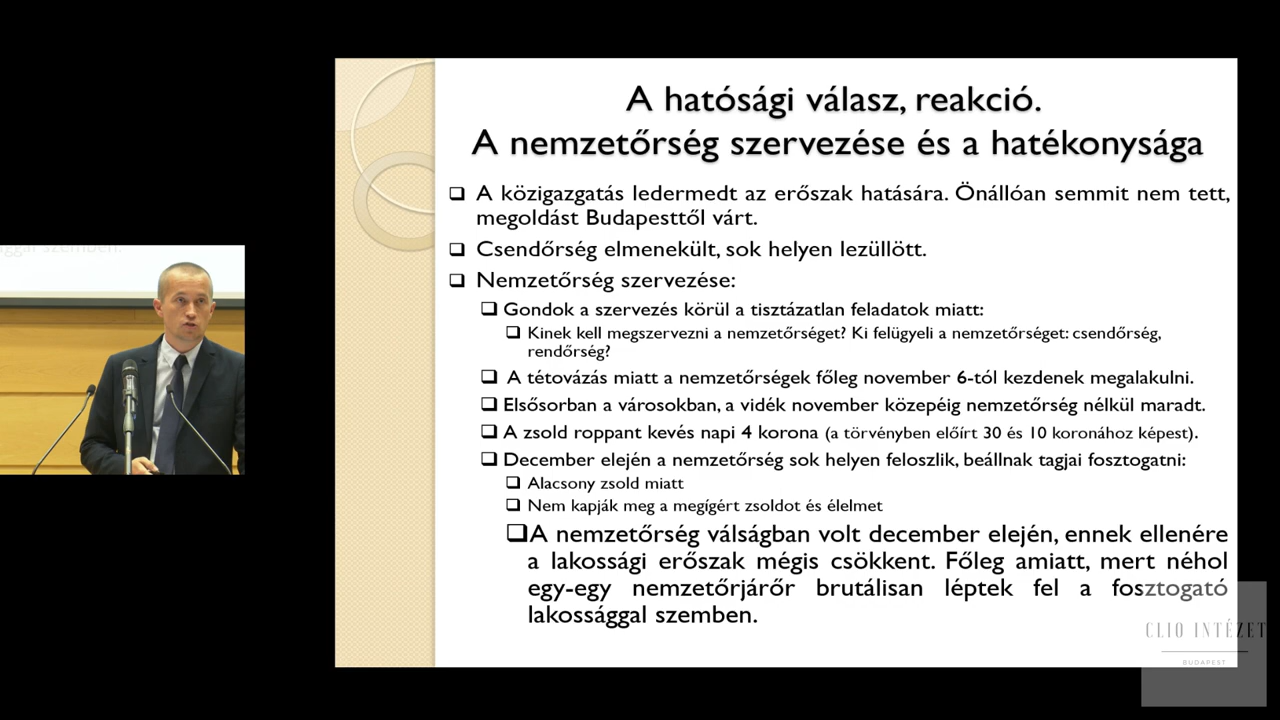 A hatósági válasz, reakció.
A nemzetőrség szervezése és a hatékonysága
A közigazgatás ledermedt az erőszak hatására. Önállóan semmit nem tett,
megoldást Budapesttől várt.
Csendőrség elmenekült, sok helyen lezüllött.
Nemzetőrség szervezése:
Gondok a szervezés körül a tisztázatlan feladatok miatt:
Kinek kell megszervezni a nemzetőrséget? Ki felügyeli a nemzetőrséget: csendőrség,
rendőrség?
A tétovázás miatt a nemzetőrségek főleg november 6-tól kezdenek megalakulni.
Elsősorban a városokban, a vidék november közepéig nemzetőrség nélkül maradt.
A zsold roppant kevés napi 4 korona (a törvényben előírt 30 és 10 koronához képest).
December elején a nemzetőrség sok helyen feloszlik, beállnak tagjai fosztogatni:
Alacsony zsold miatt
Nem kapják meg a megígért zsoldot és élelmet
A nemzetőrség válságban volt december elején, ennek ellenére
a lakossági erőszak mégis csökkent. Főleg amiatt, mert néhol
egy-egy nemzetőrjárőr brutálisan léptek fel a fosztogató
lakossággal szemben.
szemben.
CLIO INTÉZET
BUDAPEST